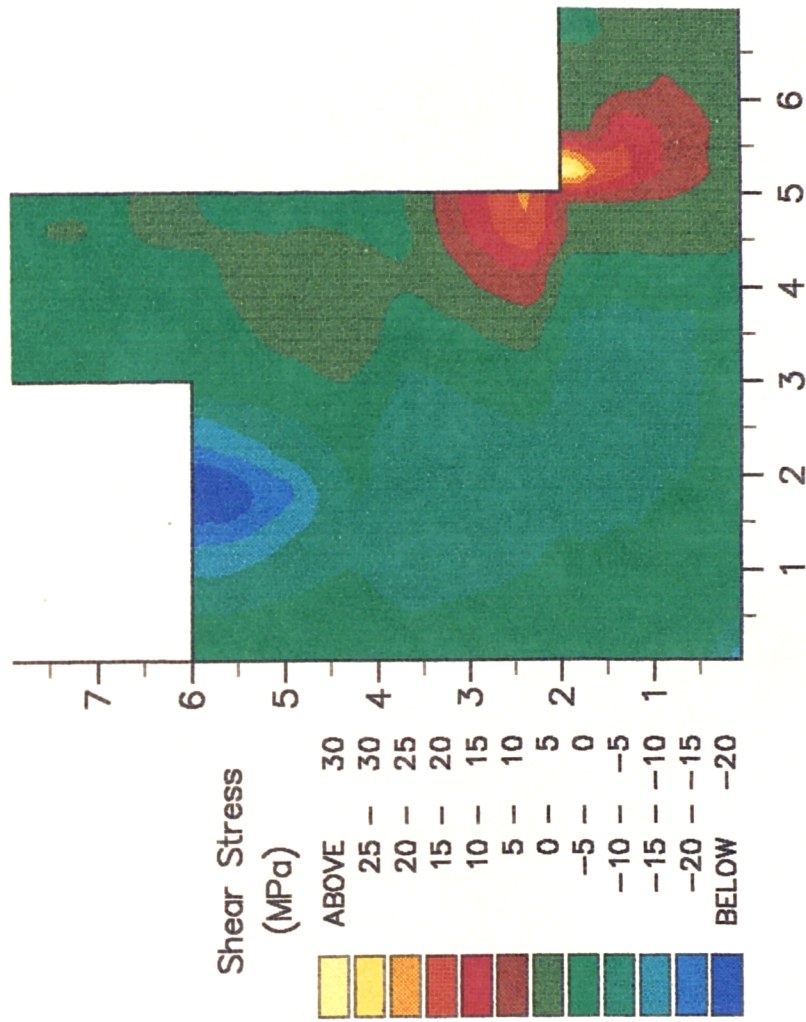 Shear Stress
(MPa)
ABOVE 30
25 – 30
20 – 25
15 – 20
10 – 15
5 – 10
0 – 5
–5 – 0
–10 – –5
–15 – –10
–20 – –15
BELOW –20
7 6 5 4 3 2 1
1 2 3 4 5 6